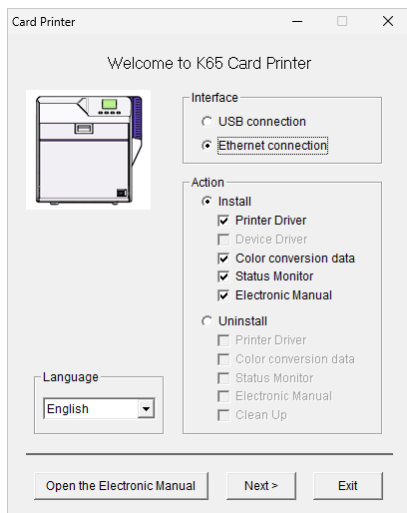 Card Printer
Welcome to K65 Card Printer
Interface
USB connection
Ethernet connection
Action
Install
Printer Driver
Device Driver
Color conversion data
Status Monitor
Electronic Manual
Uninstall
Printer Driver
Color conversion data
Status Monitor
Electronic Manual
Clean Up
Language
English
Open the Electronic Manual
Next >
Exit